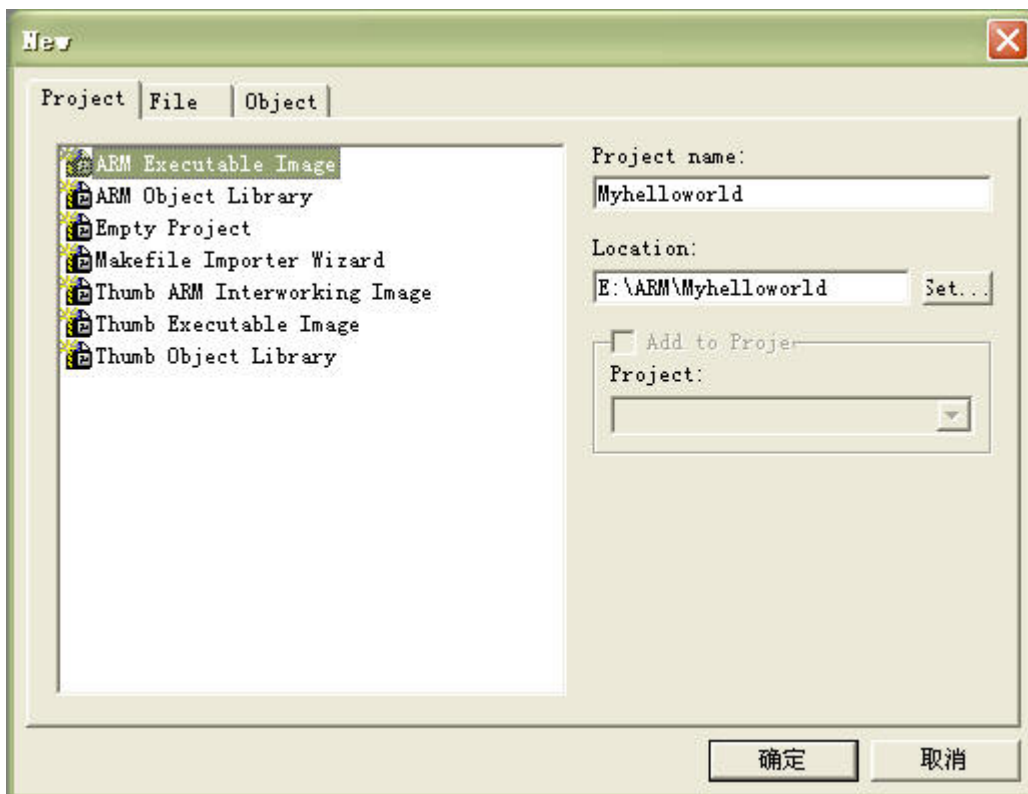 New
Project File Object
ARM Executable Image
ARM Object Library
Empty Project
Makefile Importer Wizard
Thumb ARM Interworking Image
Thumb Executable Image
Thumb Object Library
Project name:
Myhelloworld
Location:
E:\ARM\Myhelloworld Set...
Add to Projec
Project:
确定 取消